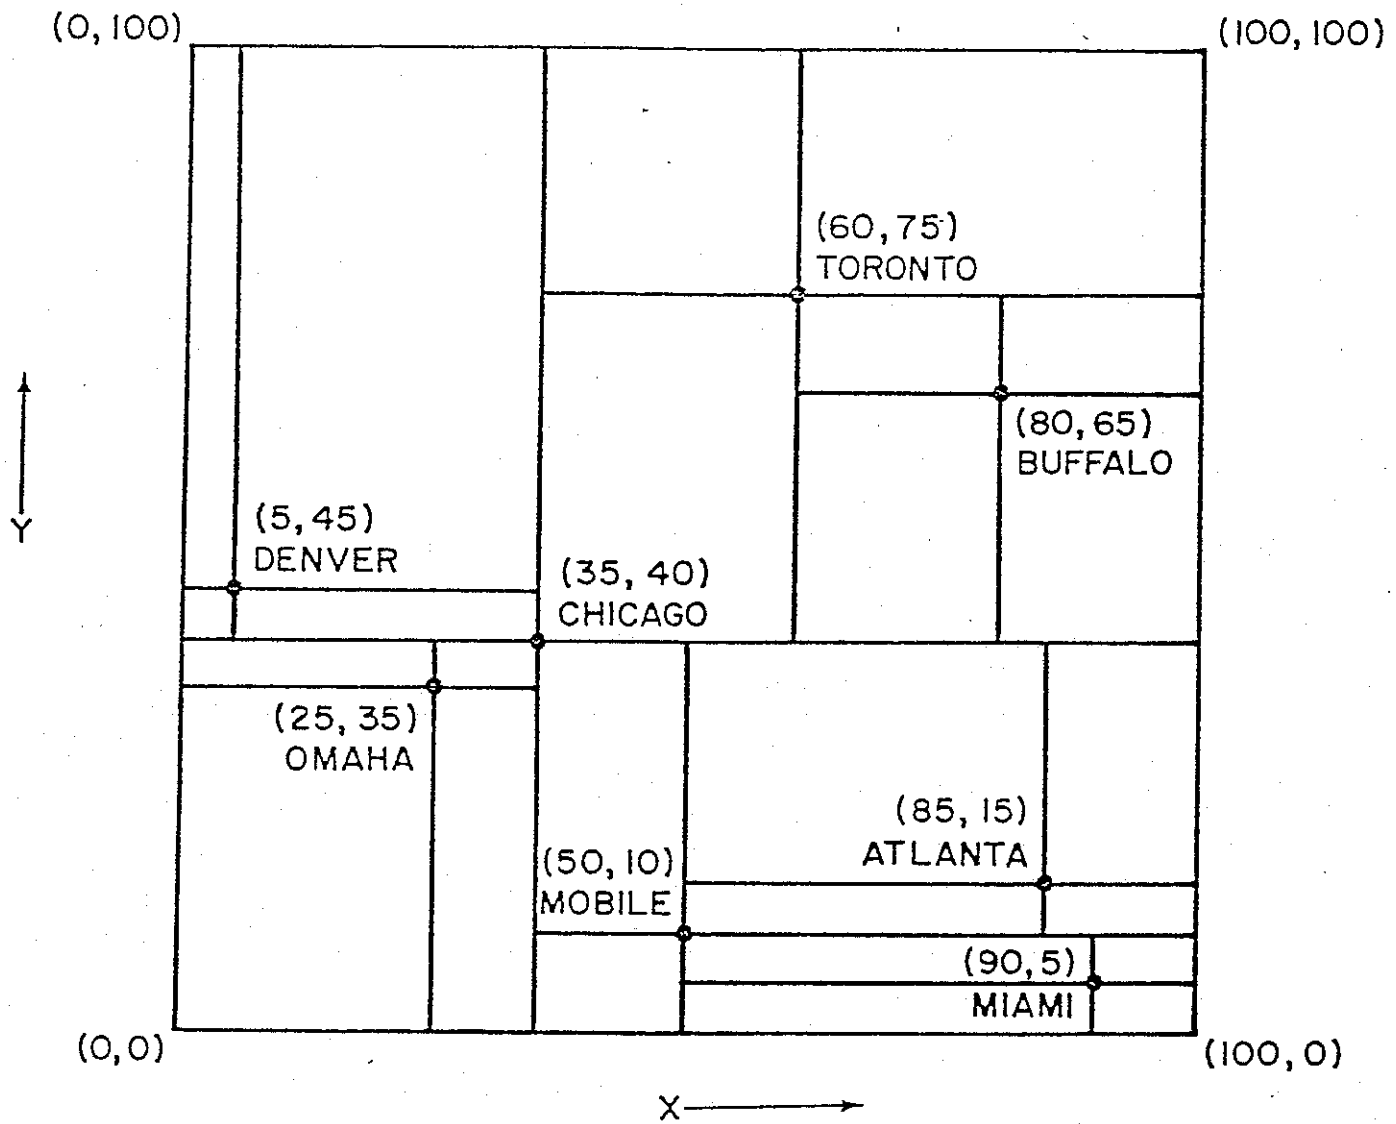 (0,100)
(100,100)
(60,75)
TORONTO
(80,65)
BUFFALO
Y
(5,45)
DENVER
(35,40)
CHICAGO
(25,35)
OMAHA
(85,15)
ATLANTA
(50,10)
MOBILE
(90,5)
MIAMI
(0,0)
(100,0)
X